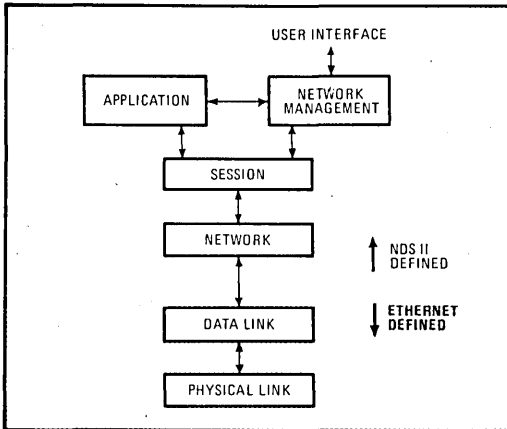 USER INTERFACE
APPLICATION
NETWORK
MANAGEMENT
SESSION
NETWORK
NDS II
DEFINED
DATA LINK
ETHERNET
DEFINED
PHYSICAL LINK